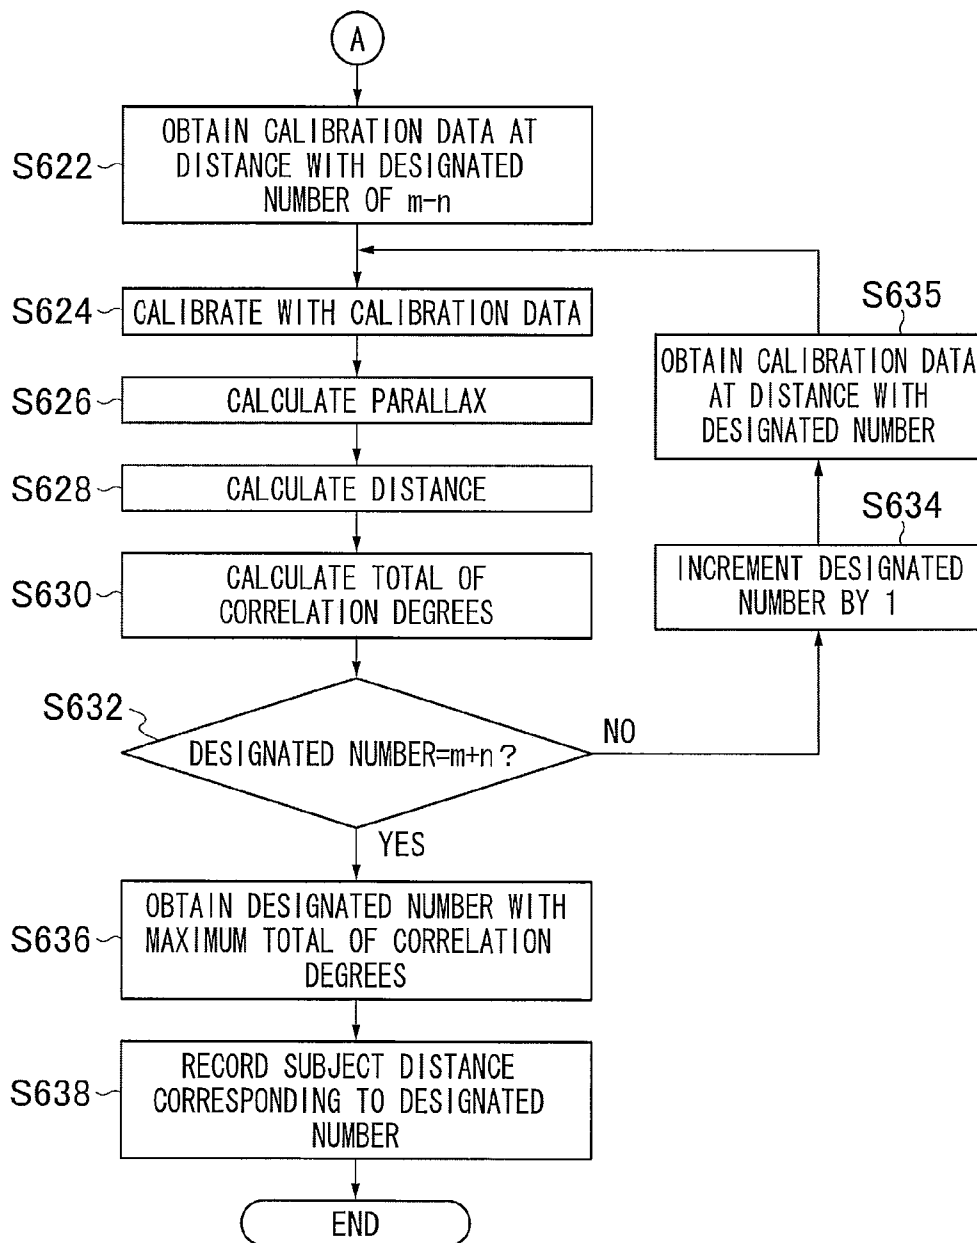 A
OBTAIN CALIBRATION DATA AT
DISTANCE WITH DESIGNATED
NUMBER OF m-n
S622
S624
CALIBRATE WITH CALIBRATION DATA
S626
CALCULATE PARALLAX
S628
CALCULATE DISTANCE
S630
CALCULATE TOTAL OF
CORRELATION DEGREES
S632
DESIGNATED NUMBER=m+n?
NO
S634
INCREMENT DESIGNATED
NUMBER BY 1
S635
OBTAIN CALIBRATION DATA
AT DISTANCE WITH
DESIGNATED NUMBER
YES
S636
OBTAIN DESIGNATED NUMBER WITH
MAXIMUM TOTAL OF CORRELATION
DEGREES
S638
RECORD SUBJECT DISTANCE
CORRESPONDING TO DESIGNATED
NUMBER
END